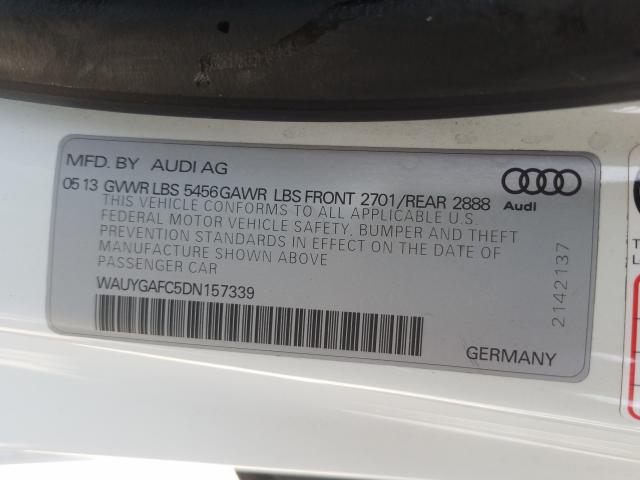 MFD. BY AUDI AG
05 13 GVWR LBS 5456 GAWR LBS FRONT 2701/REAR 2888
THIS VEHICLE CONFORMS TO ALL APPLICABLE U.S.
FEDERAL MOTOR VEHICLE SAFETY, BUMPER AND THEFT
PREVENTION STANDARDS IN EFFECT ON THE DATE OF
MANUFACTURE SHOWN ABOVE
PASSENGER CAR
WAUYGAFC5DN157339
Audi
2142137
GERMANY